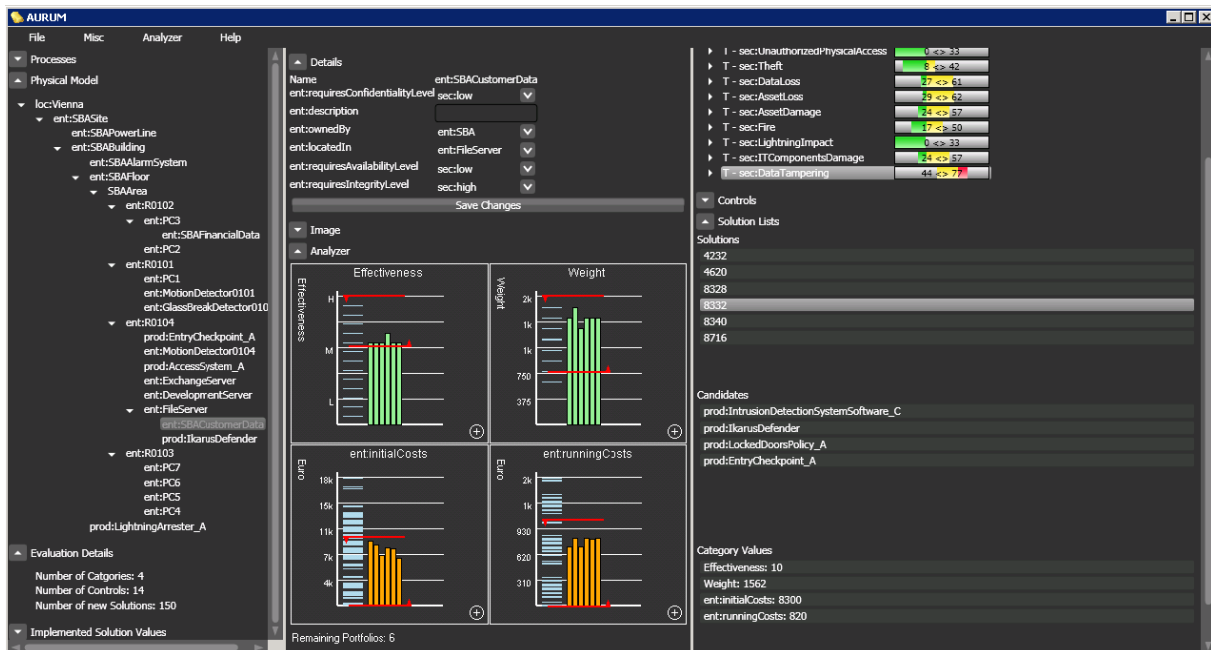 AURUM
File Misc Analyzer Help
Processes
Physical Model
loc:Vienna
ent:SBASite
ent:SBAPowerLine
ent:SBABuilding
ent:SBAAlarmSystem
ent:SBAFloor
SBAArea
ent:R0102
ent:PC3
ent:SBAFinancialData
ent:PC2
ent:R0101
ent:PC1
ent:MotionDetector0101
ent:GlassBreakDetector010
ent:R0104
prod:EntryCheckpoint_A
ent:MotionDetector0104
prod:AccessSystem_A
ent:ExchangeServer
ent:DevelopmentServer
ent:FileServer
ent:SBACustomerData
prod:IkarusDefender
ent:R0103
ent:PC7
ent:PC6
ent:PC5
ent:PC4
prod:LightningArrester_A
Evaluation Details
Number of Catgories: 4
Number of Controls: 14
Number of new Solutions: 150
Implemented Solution Values
Details
Name ent:SBACustomerData
ent:requiresConfidentialityLevel sec:low
ent:description
ent:ownedBy ent:SBA
ent:locatedIn ent:FileServer
ent:requiresAvailabilityLevel sec:low
ent:requiresIntegrityLevel sec:high
Save Changes
Image
Analyzer
Effectiveness
Effectiveness
H
M
L
Weight
Weight
2k
1k
1k
750
375
ent:initialCosts
Euro
18k
15k
11k
7k
4k
ent:runningCosts
Euro
2k
1k
930
620
310
Remaining Portfolios: 6
T - sec:UnauthorizedPhysicalAccess 0 <> 33
T - sec:Theft 8 <> 42
T - sec:DataLoss 27 <> 61
T - sec:AssetLoss 29 <> 62
T - sec:AssetDamage 24 <> 57
T - sec:Fire 17 <> 50
T - sec:LightningImpact 0 <> 33
T - sec:ITComponentsDamage 24 <> 57
T - sec:DataTampering 44 <> 77
Controls
Solution Lists
Solutions
4232
4620
8328
8332
8340
8716
Candidates
prod:IntrusionDetectionSystemSoftware_C
prod:IkarusDefender
prod:LockedDoorsPolicy_A
prod:EntryCheckpoint_A
Category Values
Effectiveness: 10
Weight: 1562
ent:initialCosts: 8300
ent:runningCosts: 820